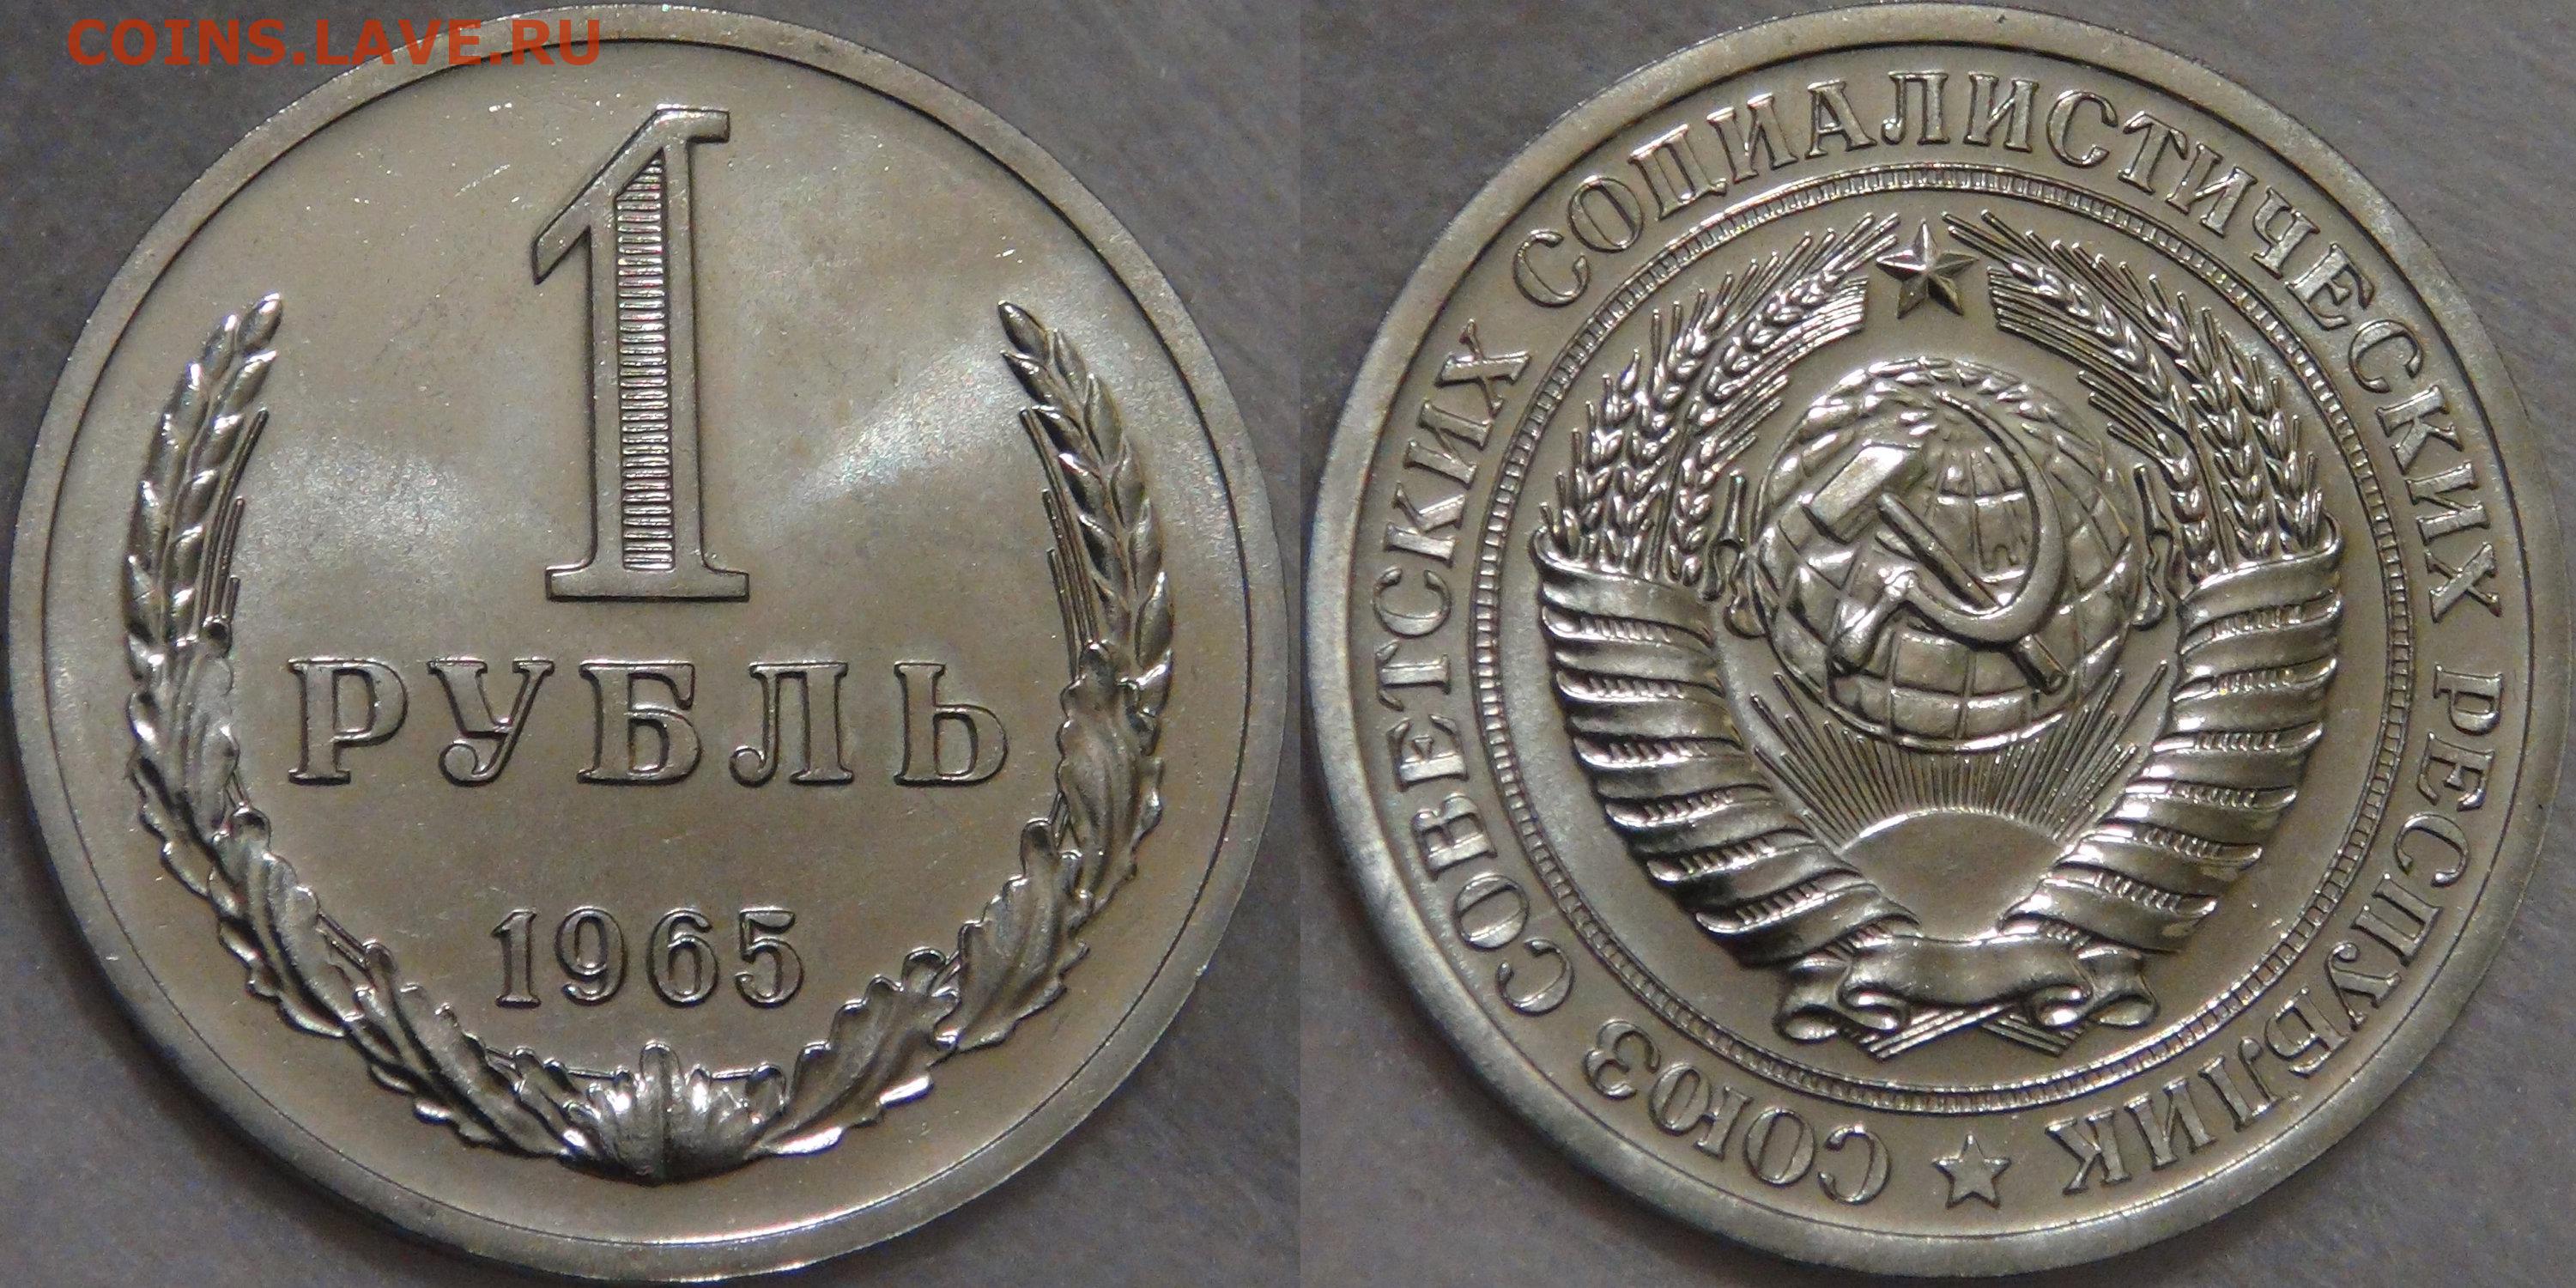 COINS.LAVE.RU
1
РУБЛЬ
1965
СОЮЗ СОВЕТСКИХ СОЦИАЛИСТИЧЕСКИХ РЕСПУБЛИК